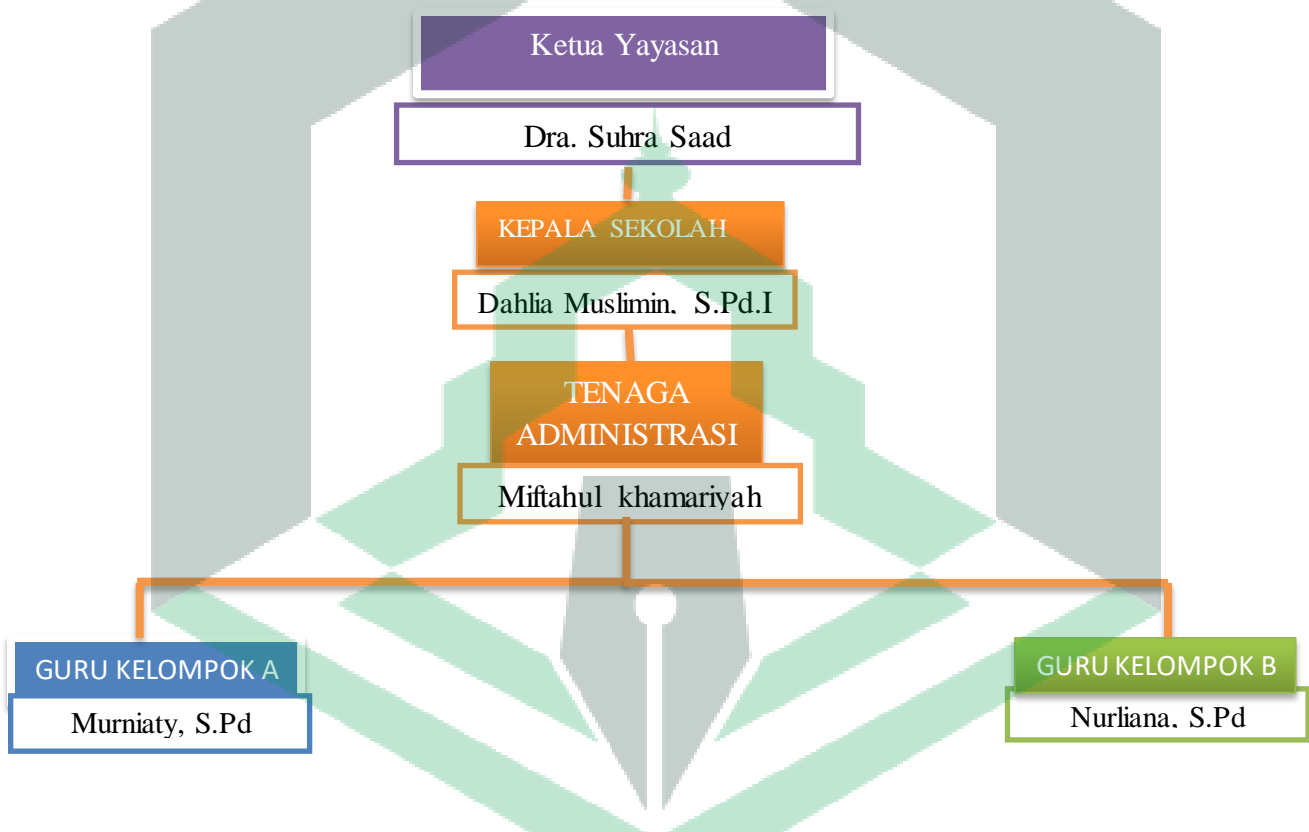 Ketua Yayasan
Dra. Suhra Saad
KEPALA SEKOLAH
Dahlia Muslimin, S.Pd.I
TENAGA
ADMINISTRASI
Miftahul khamariyah
GURU KELOMPOK A
GURU KELOMPOK B
Murniaty, S.Pd
Nurliana, S.Pd